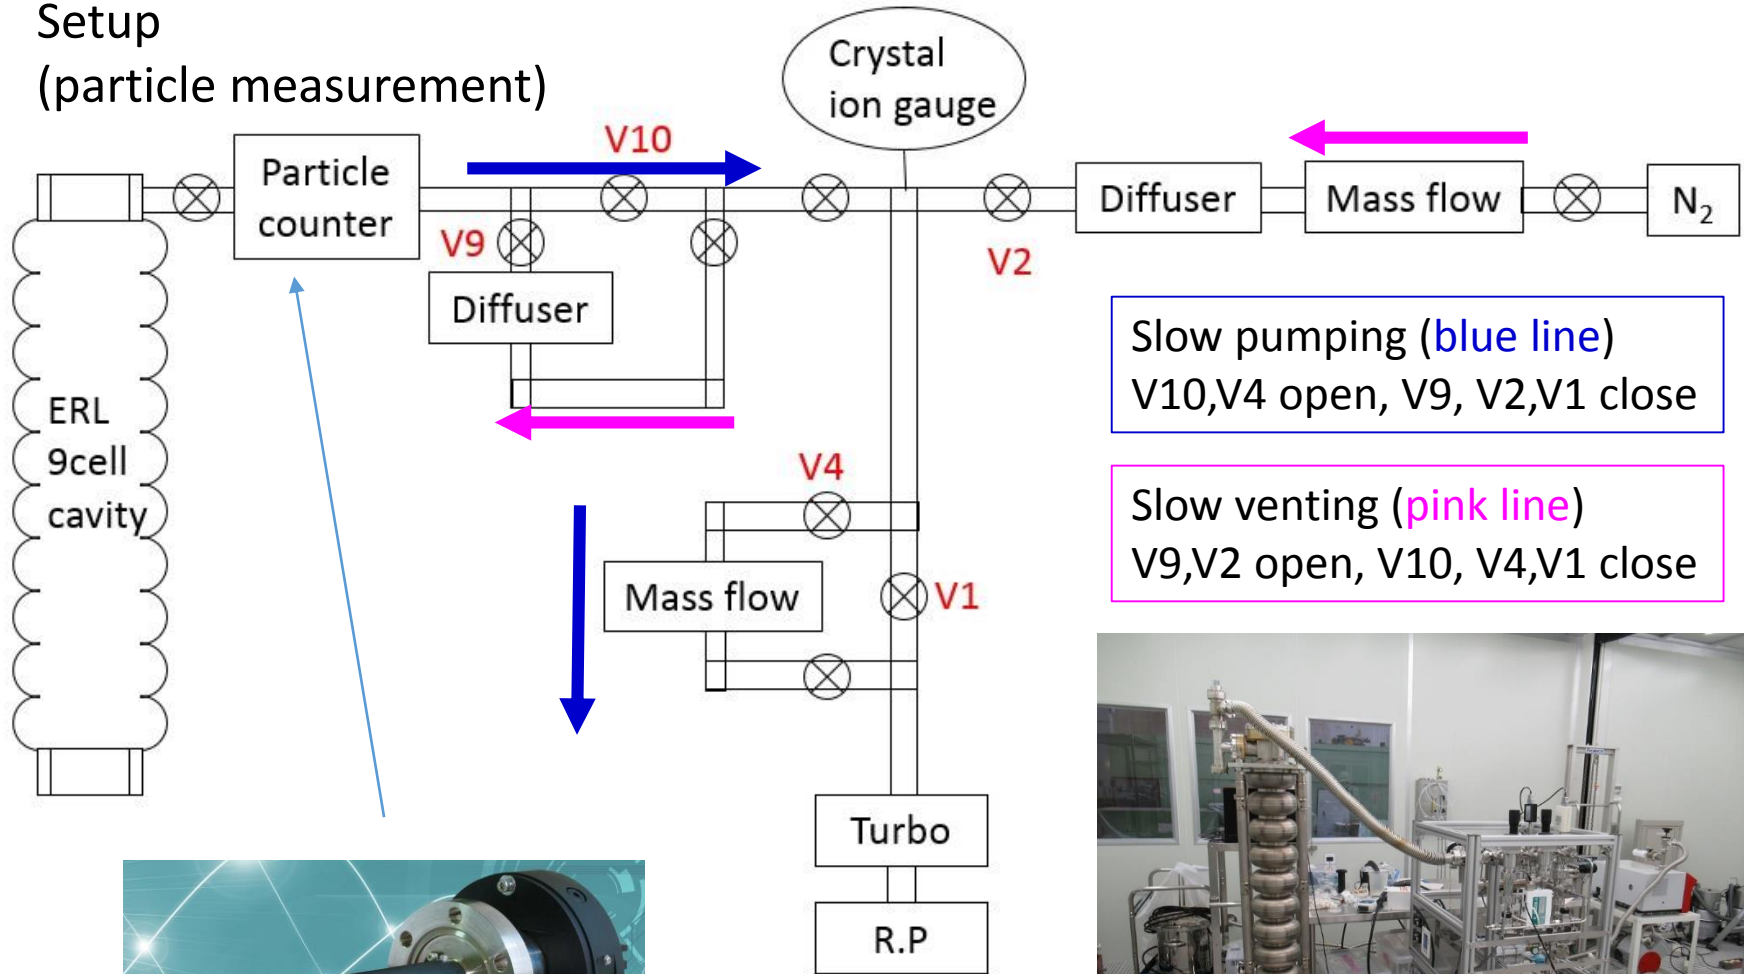 Setup
(particle measurement)
Crystal
ion gauge
V10
Particle
counter
Diffuser
Mass flow
N2
V9
V2
Diffuser
Slow pumping (blue line)
V10,V4 open, V9, V2,V1 close
ERL
9cell
cavity
V4
Slow venting (pink line)
V9,V2 open, V10, V4,V1 close
Mass flow
V1
Turbo
R.P